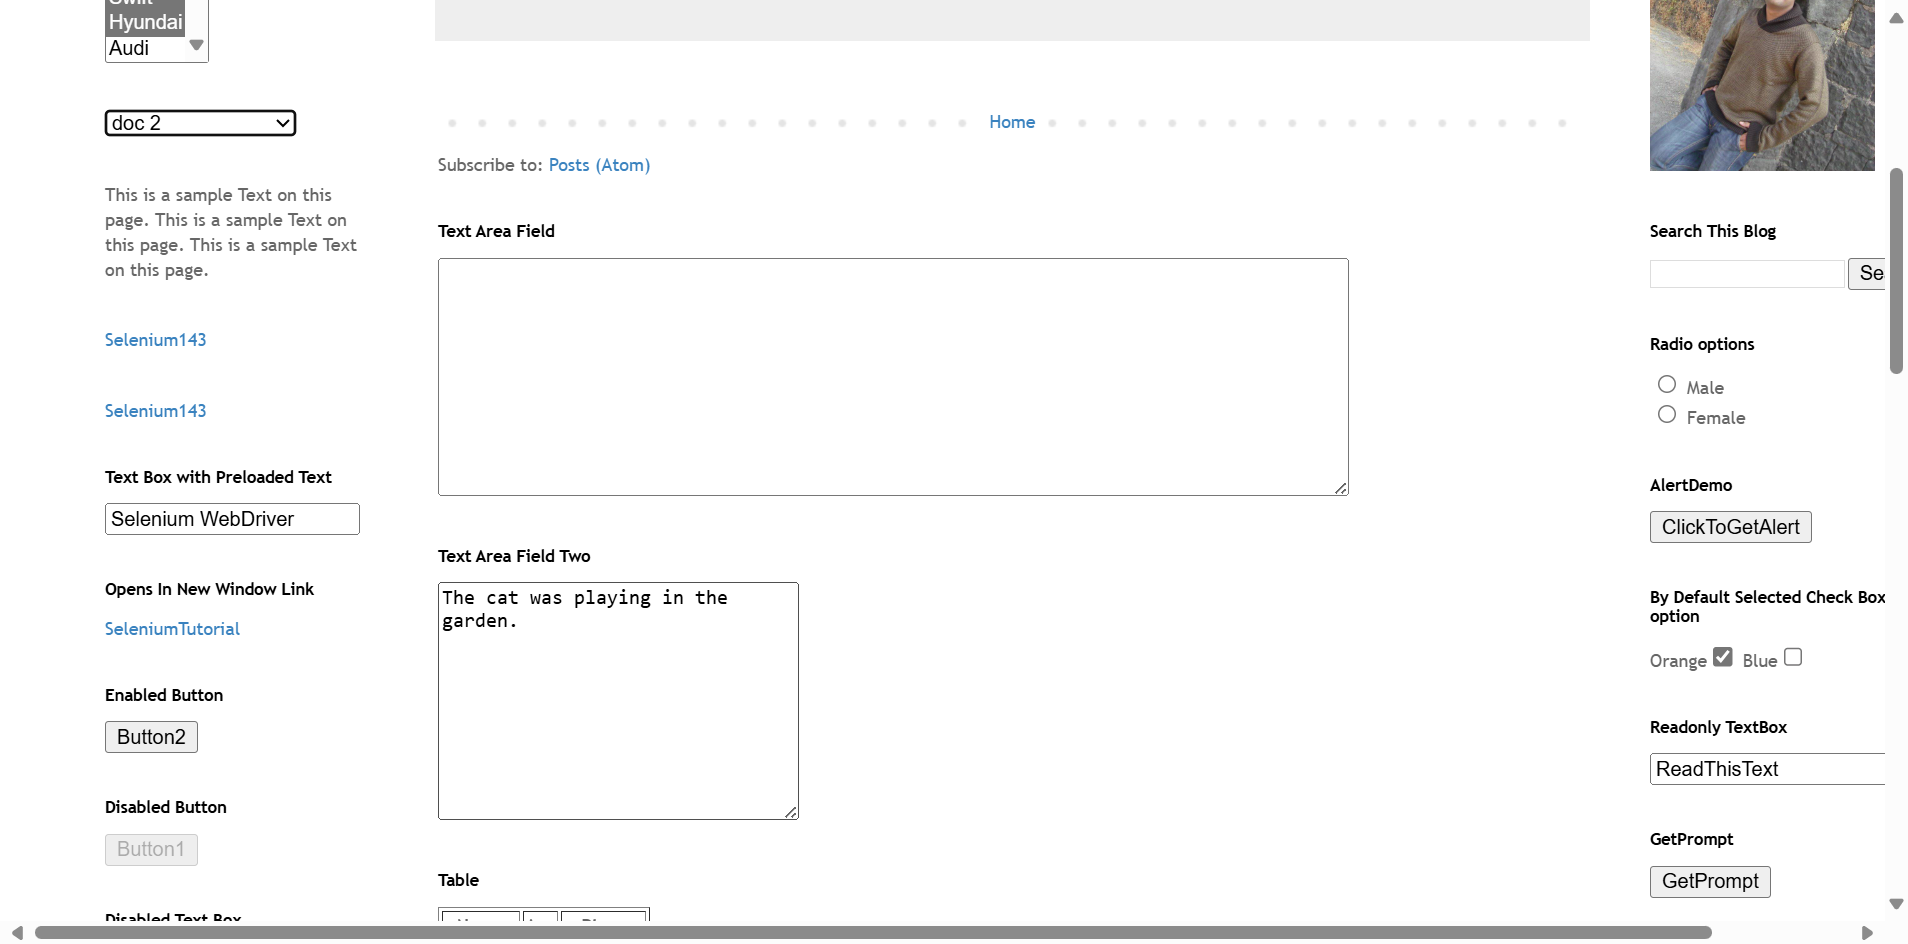 Hyundai
Audi
doc 2
This is a sample Text on this
page. This is a sample Text on
this page. This is a sample Text
on this page.
Selenium143
Selenium143
Text Box with Preloaded Text
Selenium WebDriver
Opens In New Window Link
SeleniumTutorial
Enabled Button
Button2
Disabled Button
Button1
Disabled Text Box
Home
Subscribe to: Posts (Atom)
Text Area Field
Text Area Field Two
The cat was playing in the
garden.
Table
Search This Blog
Radio options
Male
Female
AlertDemo
ClickToGetAlert
By Default Selected Check Box
option
Orange Blue
Readonly TextBox
ReadThisText
GetPrompt
GetPrompt